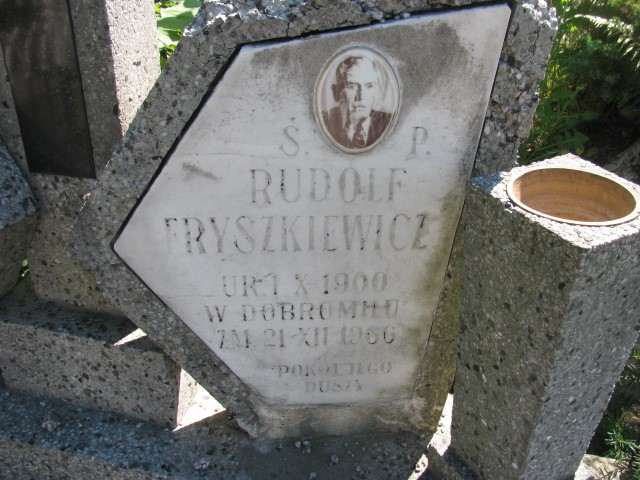 Ś. P.
RUDOLF
FRYSZKIEWICZ
UR. 1 X 1900
W DOBROMILU
ZM 21-XII 1966
POKÓJ JEGO
DUSZY